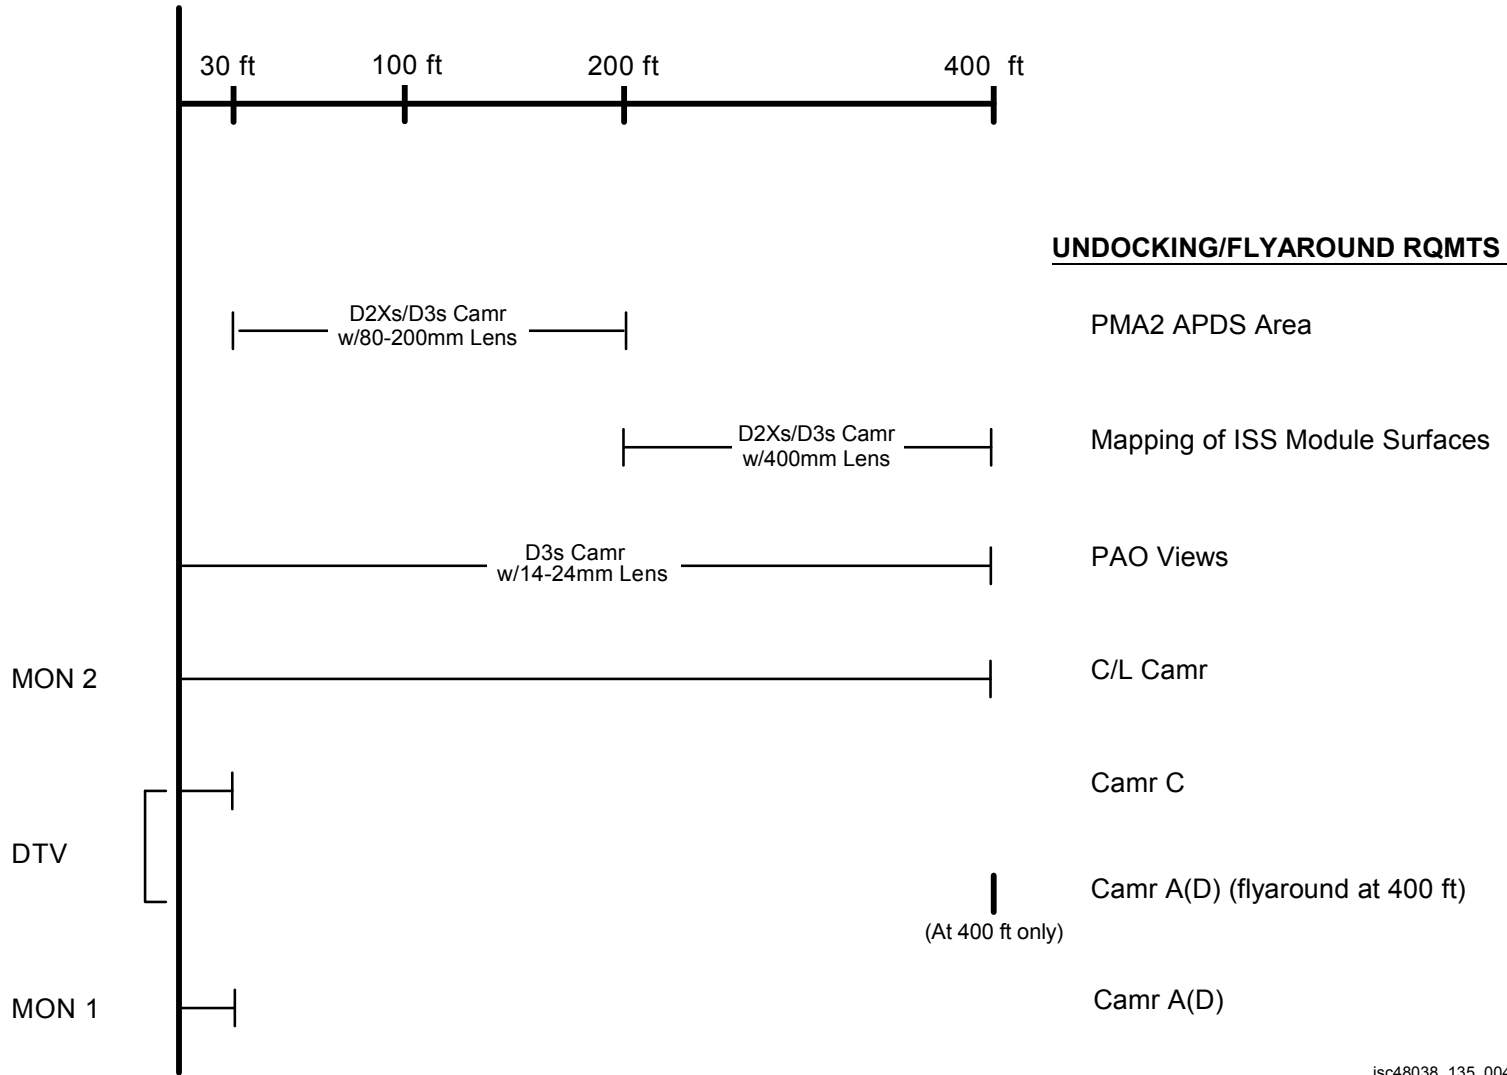 30 ft 100 ft 200 ft 400 ft
UNDOCKING/FLYAROUND RQMTS
D2Xs/D3s Camr
w/80-200mm Lens
PMA2 APDS Area
D2Xs/D3s Camr
w/400mm Lens
Mapping of ISS Module Surfaces
D3s Camr
w/14-24mm Lens
PAO Views
MON 2
C/L Camr
Camr C
DTV
Camr A(D) (flyaround at 400 ft)
(At 400 ft only)
MON 1
Camr A(D)
jsc48038_135_004